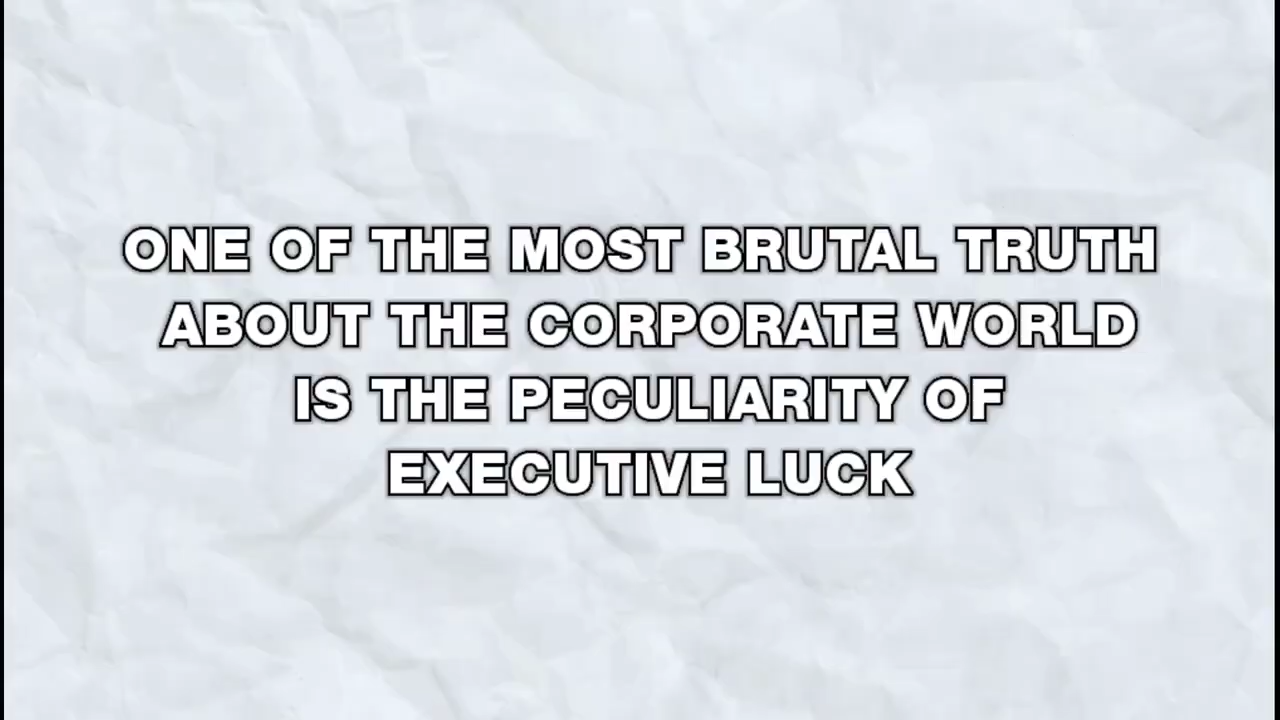 ONE OF THE MOST BRUTAL TRUTH
ABOUT THE CORPORATE WORLD
IS THE PECULIARITY OF
EXECUTIVE LUCK